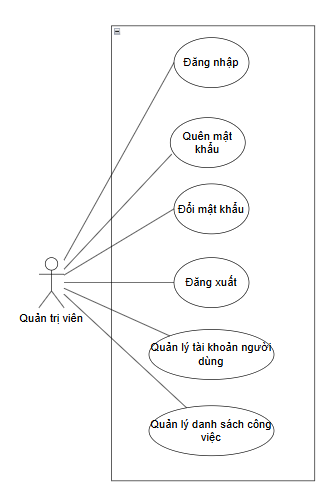 Đăng nhập
Quên mật
khẩu
Đổi mật khẩu
Đăng xuất
Quản trị viên
Quản lý tài khoản người
dùng
Quản lý danh sách công
việc